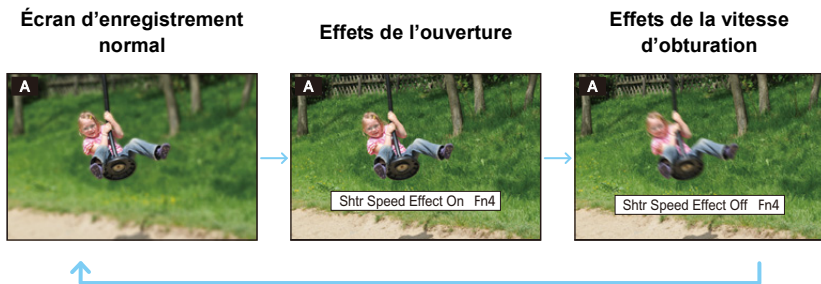 Écran d’enregistrement
normal
Effets de l’ouverture
Effets de la vitesse
d’obturation
A
A
A
Shtr Speed Effect On Fn4
Shtr Speed Effect Off Fn4